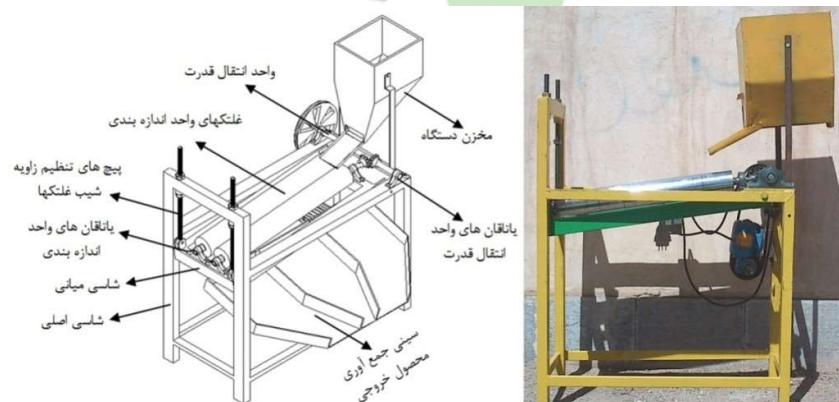 واحد انتقال قدرت
غلتکهای واحد اندازه بندی
مخزن دستگاه
پیچ های تنظیم زاویه
شیب غلتکها
یاتاقان های واحد
اندازه بندی
یاتاقان های واحد
انتقال قدرت
شاسی میانی
شاسی اصلی
سینی جمع آوری
محصول خروجی